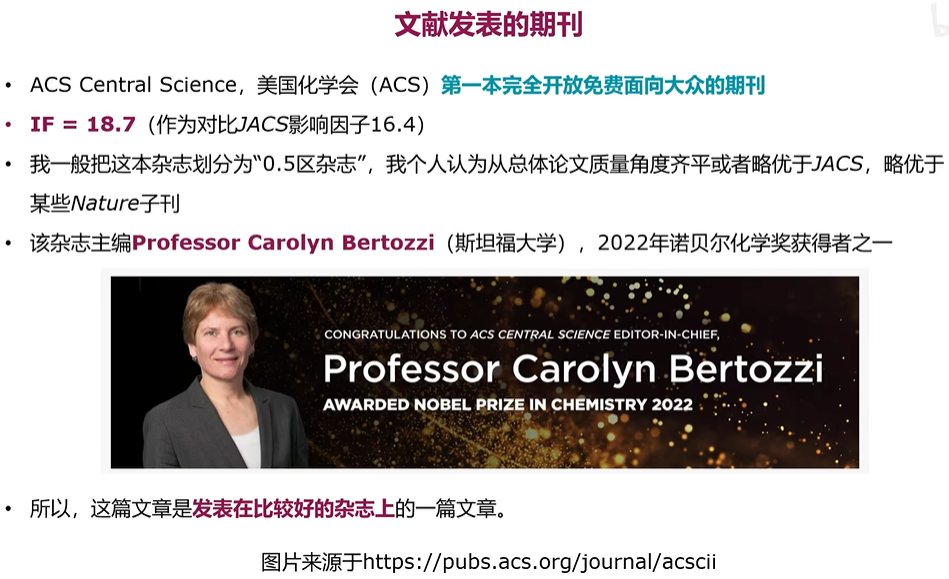 文献发表的期刊
• ACS Central Science，美国化学会（ACS）第一本完全开放免费面向大众的期刊
• IF = 18.7（作为对比JACS影响因子16.4）
• 我一般把这本杂志划分为“0.5区杂志”，我个人认为从总体论文质量角度齐平或者略优于JACS，略优于
某些Nature子刊
• 该杂志主编Professor Carolyn Bertozzi（斯坦福大学），2022年诺贝尔化学奖获得者之一
CONGRATULATIONS TO ACS CENTRAL SCIENCE EDITOR-IN-CHIEF,
Professor Carolyn Bertozzi
AWARDED NOBEL PRIZE IN CHEMISTRY 2022
• 所以，这篇文章是发表在比较好的杂志上的一篇文章。
图片来源于https://pubs.acs.org/journal/acscii